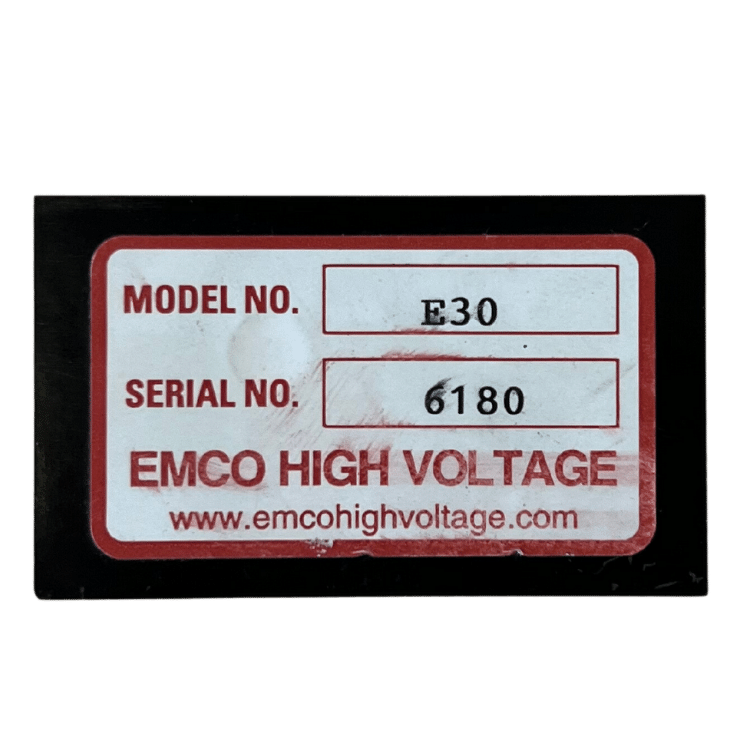 MODEL NO. E30
SERIAL NO. 6180
EMCO HIGH VOLTAGE
www.emcohighvoltage.com